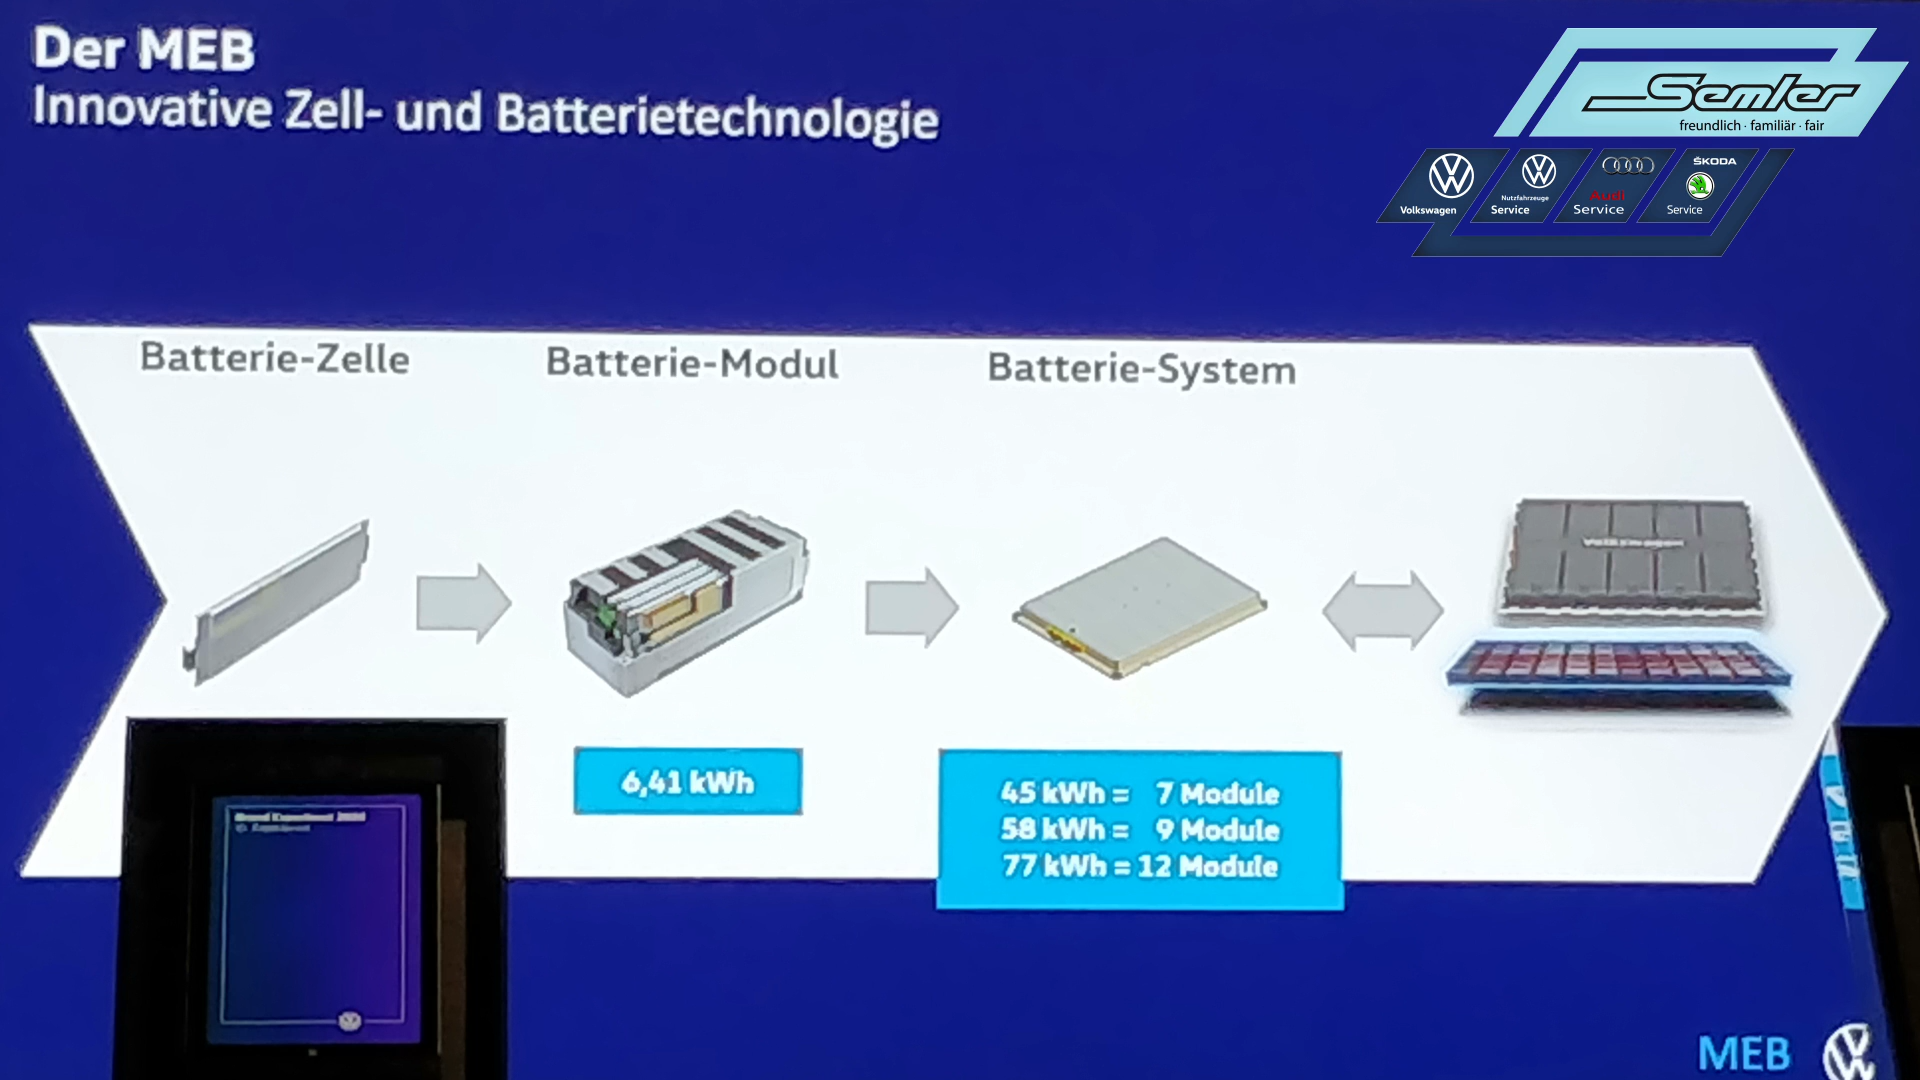 Der MEB
Innovative Zell- und Batterietechnologie
Semler
freundlich · familiär · fair
Volkswagen
Nutzfahrzeuge
Service
Audi
Service
ŠKODA
Service
Batterie-Zelle
Batterie-Modul
Batterie-System
Volkswagen
6,41 kWh
45 kWh = 7 Module
58 kWh = 9 Module
77 kWh = 12 Module
MEB